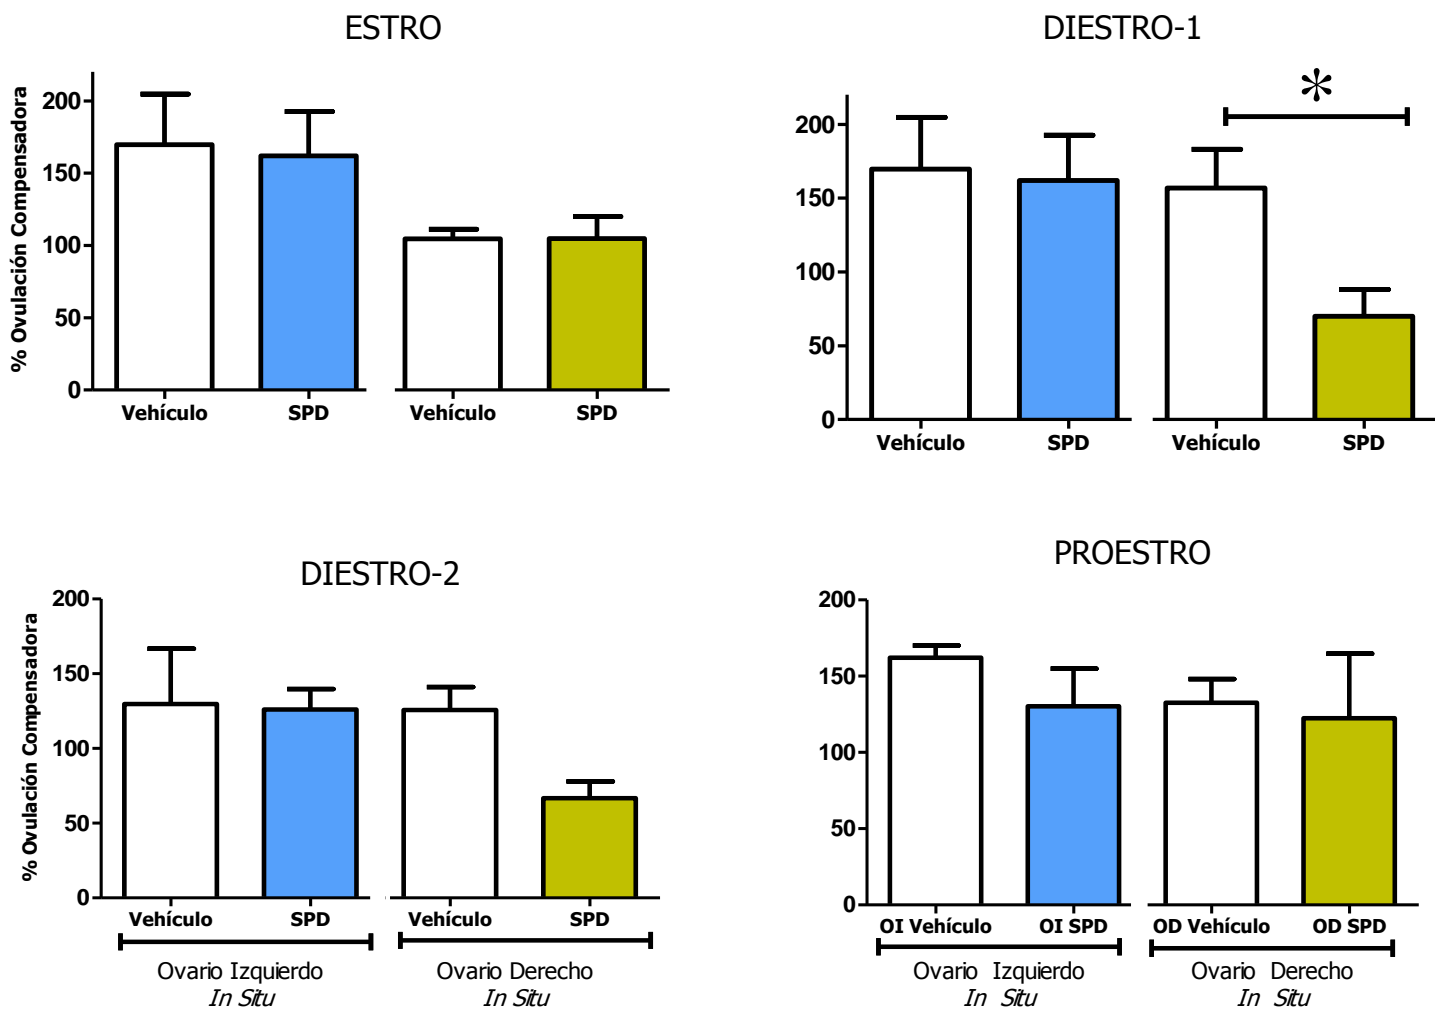 ESTRO
% Ovulación Compensadora
200
150
100
50
0
Vehículo SPD Vehículo SPD
DIESTRO-1
*
200
150
100
50
0
Vehículo SPD Vehículo SPD
DIESTRO-2
% Ovulación Compensadora
200
150
100
50
0
Vehículo SPD Vehículo SPD
Ovario Izquierdo Ovario Derecho
In Situ In Situ
PROESTRO
200
150
100
50
0
OI Vehículo OI SPD OD Vehículo OD SPD
Ovario Izquierdo Ovario Derecho
In Situ In Situ